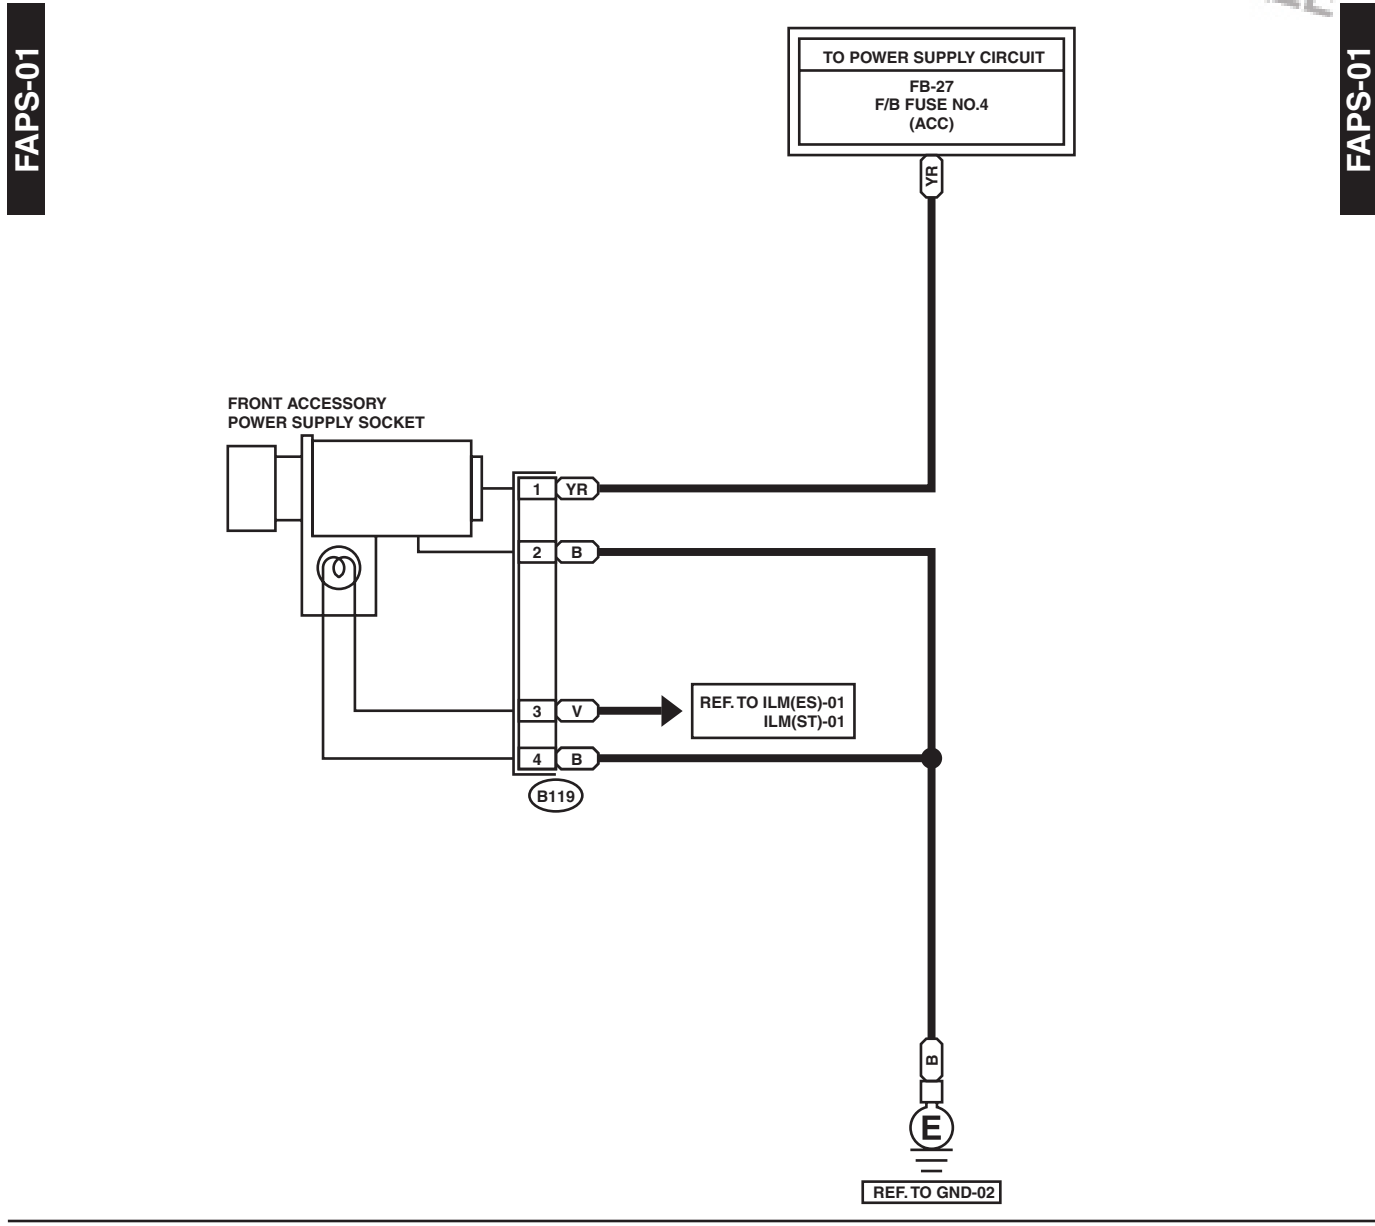 FAPS-01
FAPS-01
TO POWER SUPPLY CIRCUIT
FB-27
F/B FUSE NO.4
(ACC)
YR
FRONT ACCESSORY
POWER SUPPLY SOCKET
1 YR
2 B
3 V
REF. TO ILM(ES)-01
ILM(ST)-01
4 B
B119
B
E
REF. TO GND-02